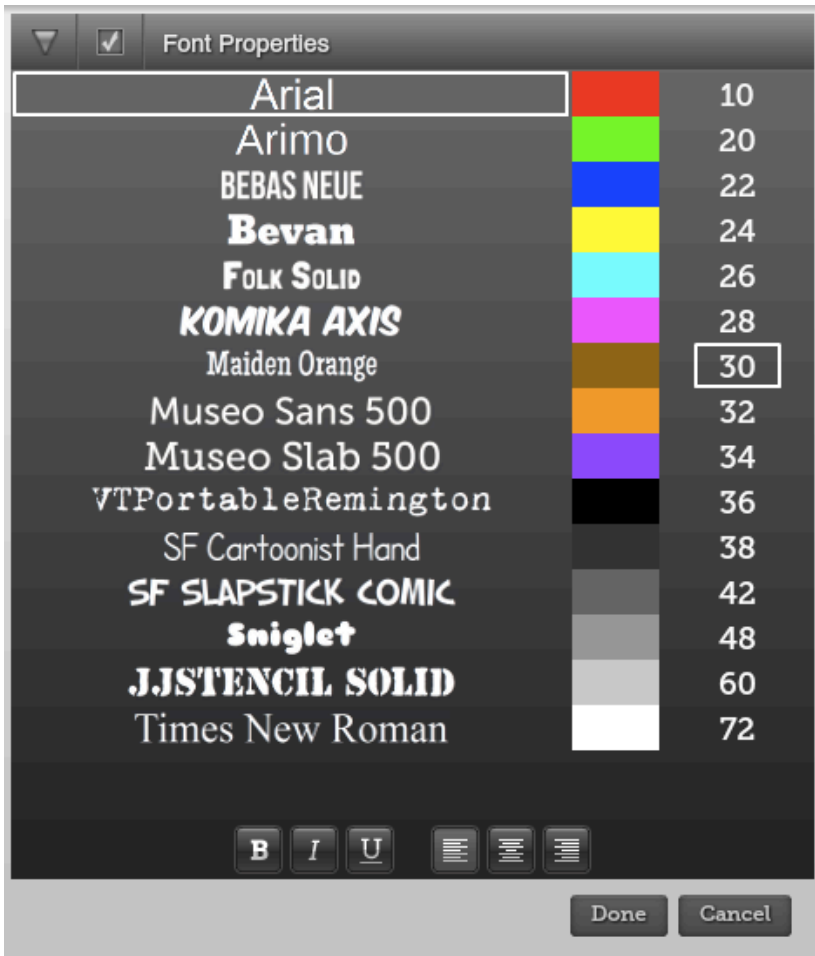 Font Properties
Arial 10
Arimo 20
BEBAS NEUE 22
Bevan 24
FOLK SOLID 26
KOMIKA AXIS 28
Maiden Orange 30
Museo Sans 500 32
Museo Slab 500 34
VTPortableRemington 36
SF Cartoonist Hand 38
SF SLAPSTICK COMIC 42
Sniglet 48
J.J STENCIL SOLID 60
Times New Roman 72
B I U
Done Cancel